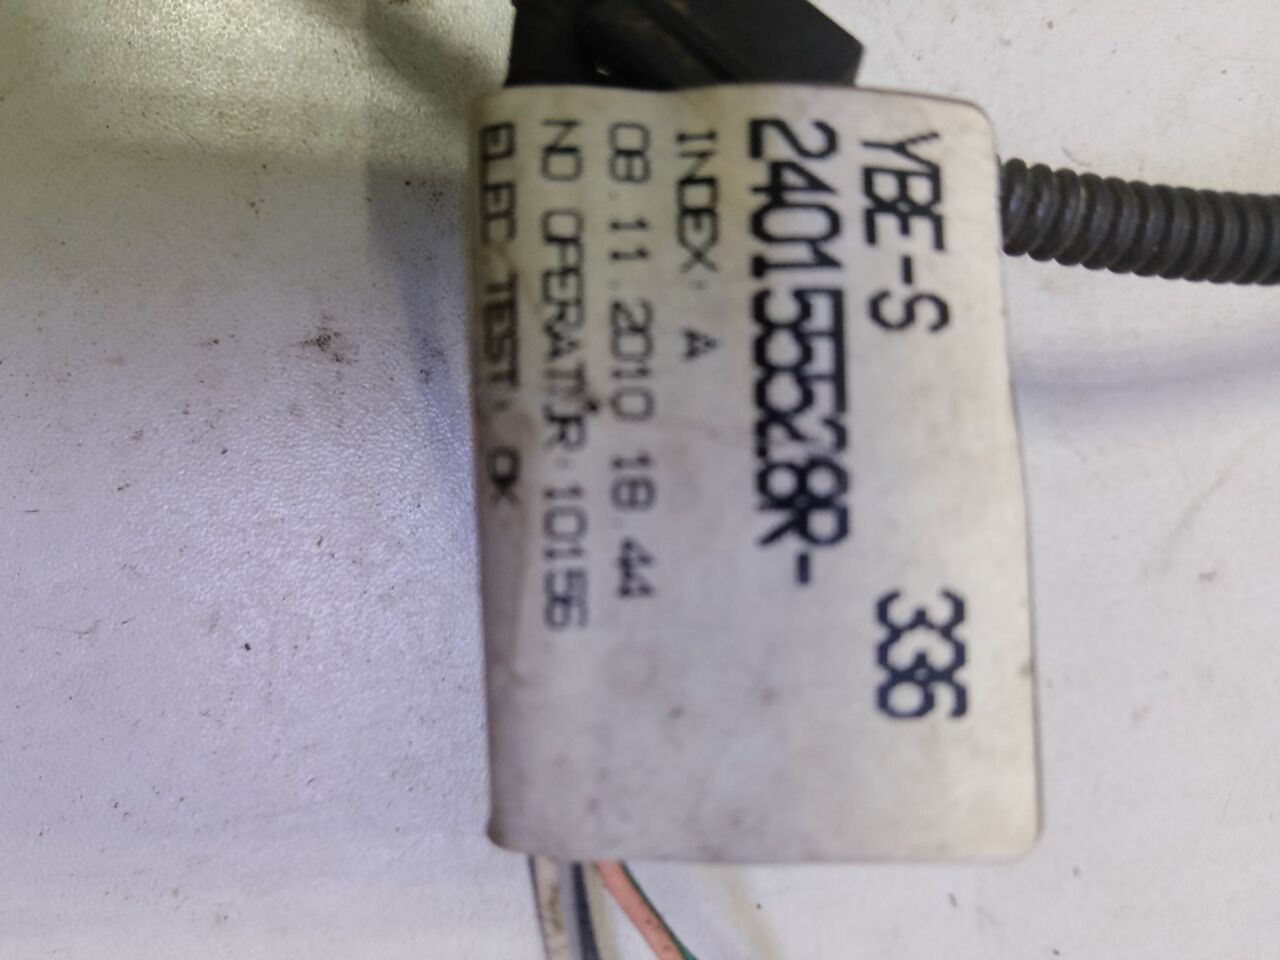 YBE-S 336
240155528R-
INDEX: A
08.11.2010 18.44
NO OPERATOR:10156
ELEC.TEST: OK